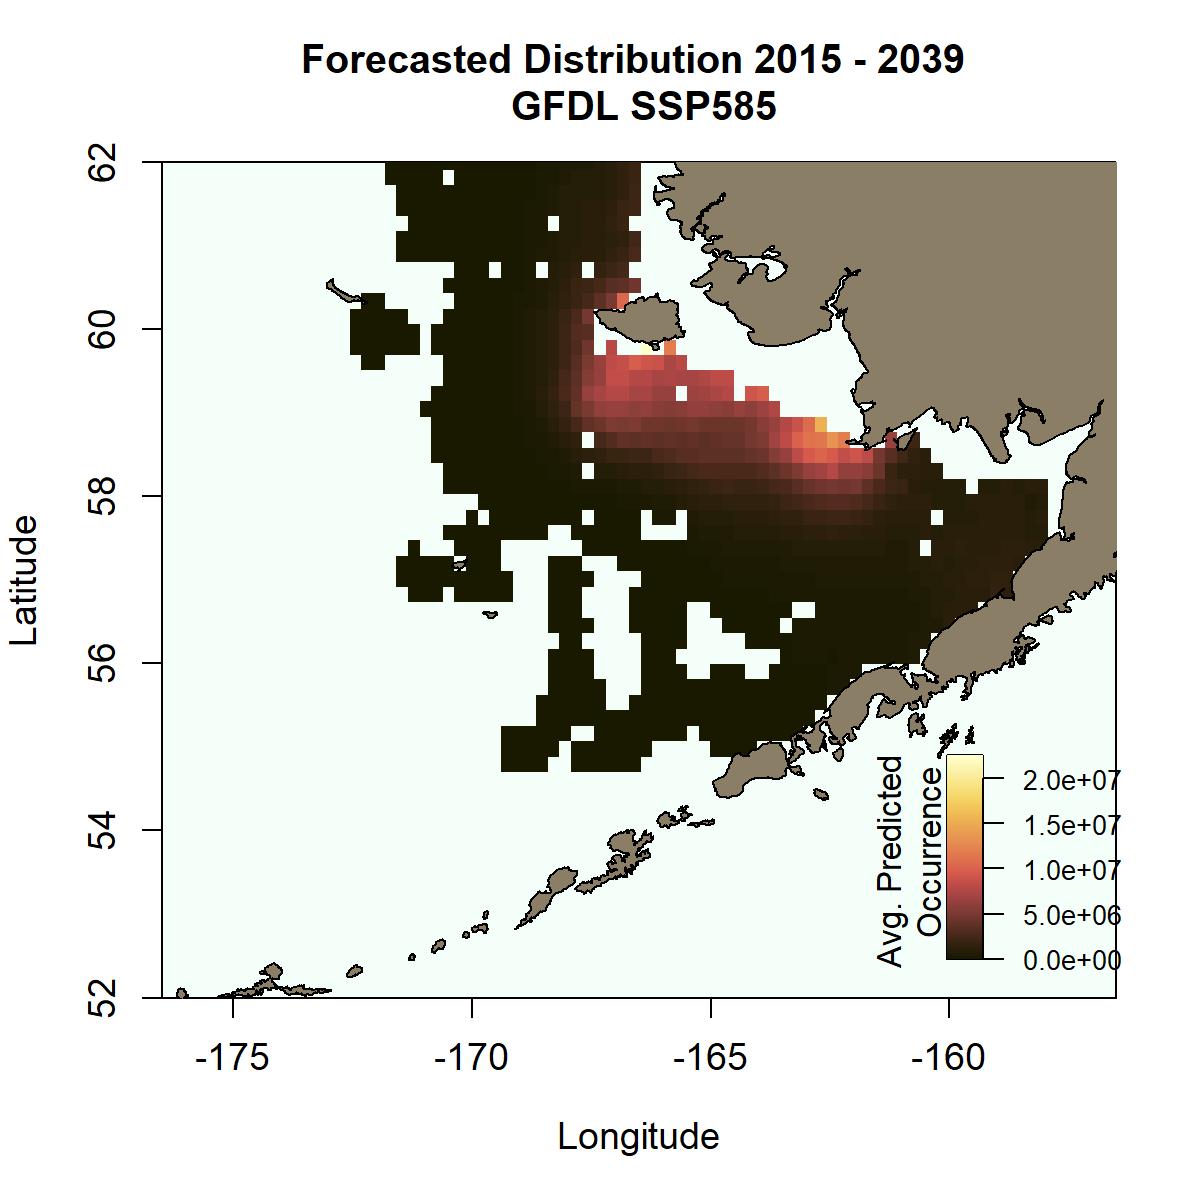 Forecasted Distribution 2015 - 2039
GFDL SSP585
62
60
58
56
54
52
Latitude
-175
-170
-165
-160
Longitude
Avg. Predicted
Occurrence
2.0e+07
1.5e+07
1.0e+07
5.0e+06
0.0e+00